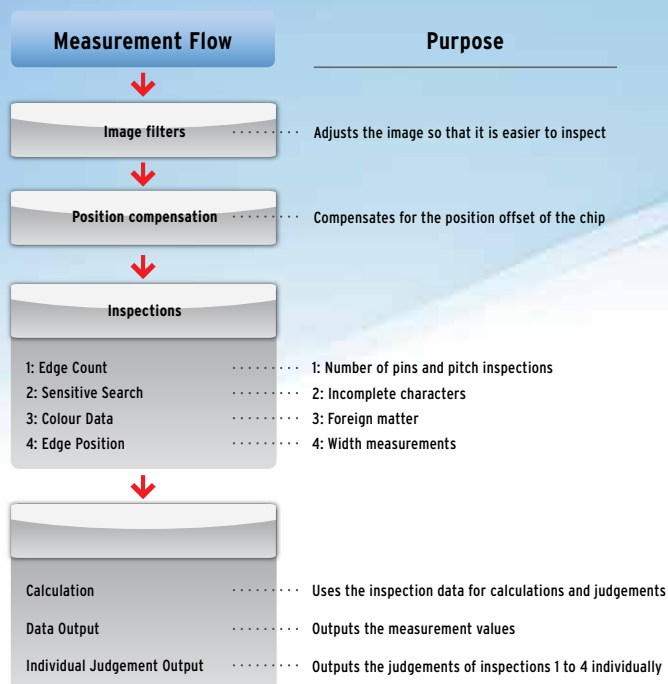 Measurement Flow Purpose
Image filters ········· Adjusts the image so that it is easier to inspect
Position compensation ········· Compensates for the position offset of the chip
Inspections
1: Edge Count ········· 1: Number of pins and pitch inspections
2: Sensitive Search ········· 2: Incomplete characters
3: Colour Data ········· 3: Foreign matter
4: Edge Position ········· 4: Width measurements
Calculation ········· Uses the inspection data for calculations and judgements
Data Output ········· Outputs the measurement values
Individual Judgement Output ········· Outputs the judgements of inspections 1 to 4 individually